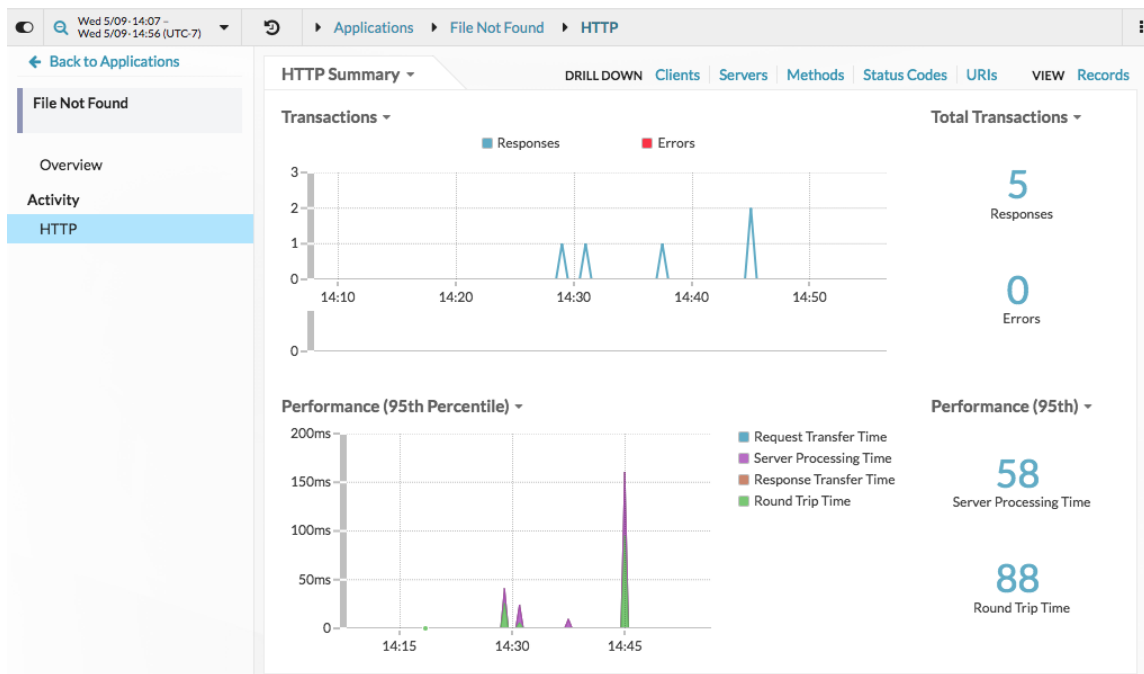 Wed 5/09-14:07 –
Wed 5/09-14:56 (UTC-7)
Applications File Not Found HTTP
Back to Applications
File Not Found
Overview
Activity
HTTP
HTTP Summary
DRILL DOWN Clients Servers Methods Status Codes URIs VIEW Records
Transactions
Responses Errors
3
2
1
0
14:10 14:20 14:30 14:40 14:50
0
Total Transactions
5
Responses
0
Errors
Performance (95th Percentile)
200ms
150ms
100ms
50ms
0
14:15 14:30 14:45
Request Transfer Time
Server Processing Time
Response Transfer Time
Round Trip Time
Performance (95th)
58
Server Processing Time
88
Round Trip Time